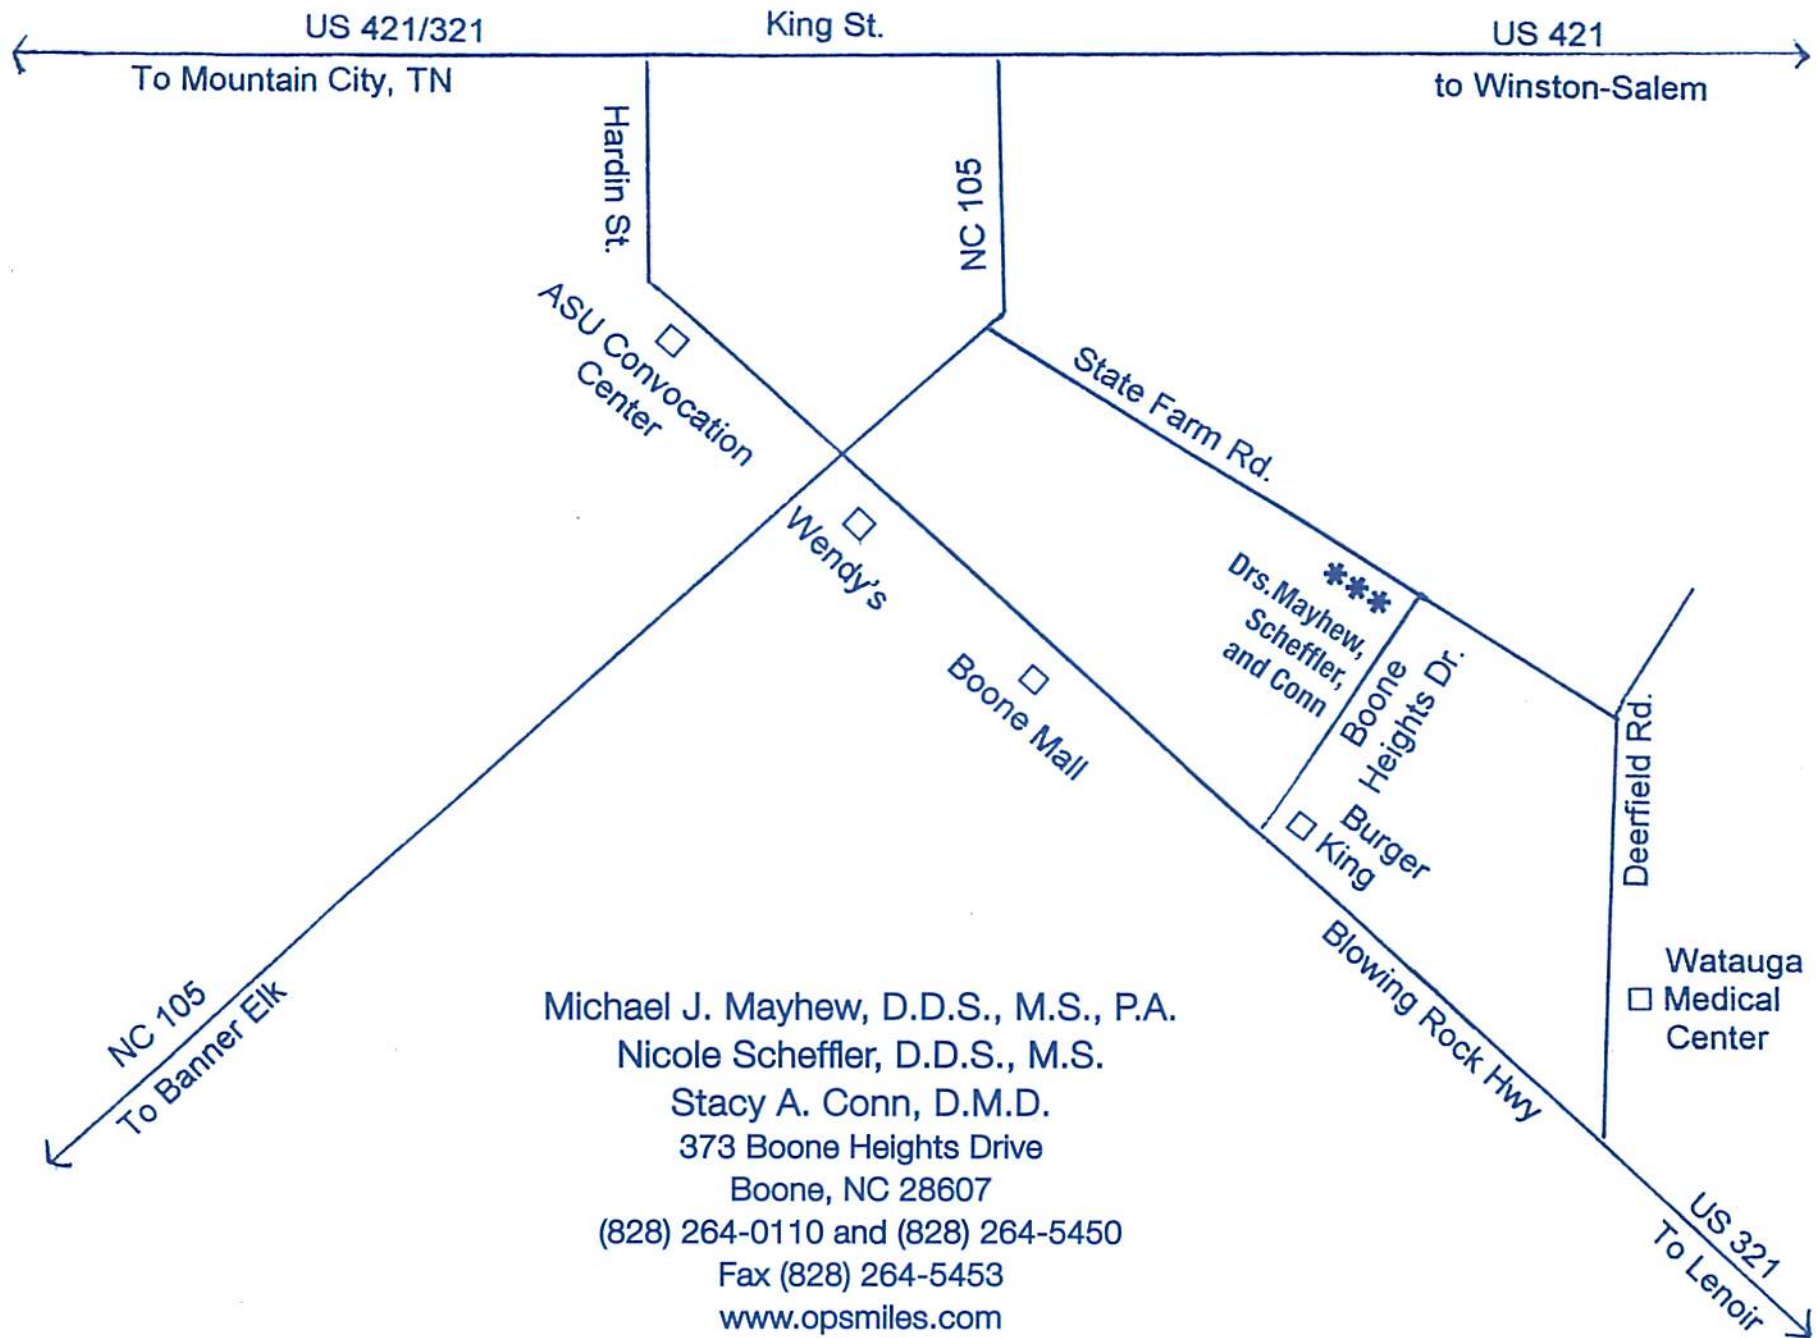 US 421/321
King St.
US 421
To Mountain City, TN
to Winston-Salem
Hardin St.
NC 105
ASU Convocation
Center
State Farm Rd.
Wendy's
***
Drs.Mayhew,
Scheffler,
and Conn
Boone
Heights Dr.
Boone Mall
Deerfield Rd.
Burger
King
Blowing Rock Hwy
Watauga
Medical
Center
NC 105
To Banner Elk
US 321
To Lenoir
Michael J. Mayhew, D.D.S., M.S., P.A.
Nicole Scheffler, D.D.S., M.S.
Stacy A. Conn, D.M.D.
373 Boone Heights Drive
Boone, NC 28607
(828) 264-0110 and (828) 264-5450
Fax (828) 264-5453
www.opsmiles.com